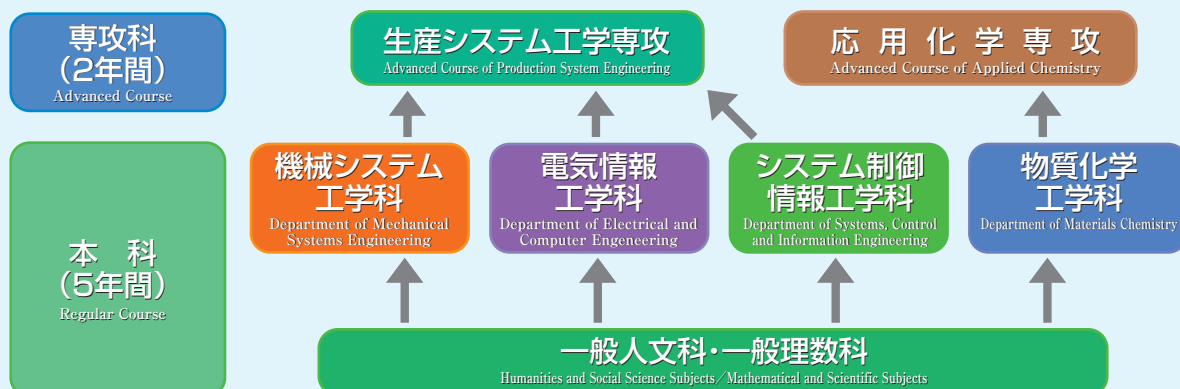 専攻科
（2年間）
Advanced Course
生産システム工学専攻
Advanced Course of Production System Engineering
応用化学専攻
Advanced Course of Applied Chemistry
本科
（5年間）
Regular Course
機械システム
工学科
Department of Mechanical
Systems Engineering
電気情報
工学科
Department of Electrical and
Computer Engeneering
システム制御
情報工学科
Department of Systems, Control
and Information Engineering
物質化学
工学科
Department of Materials Chemistry
一般人文科・一般理数科
Humanities and Social Science Subjects／Mathematical and Scientific Subjects